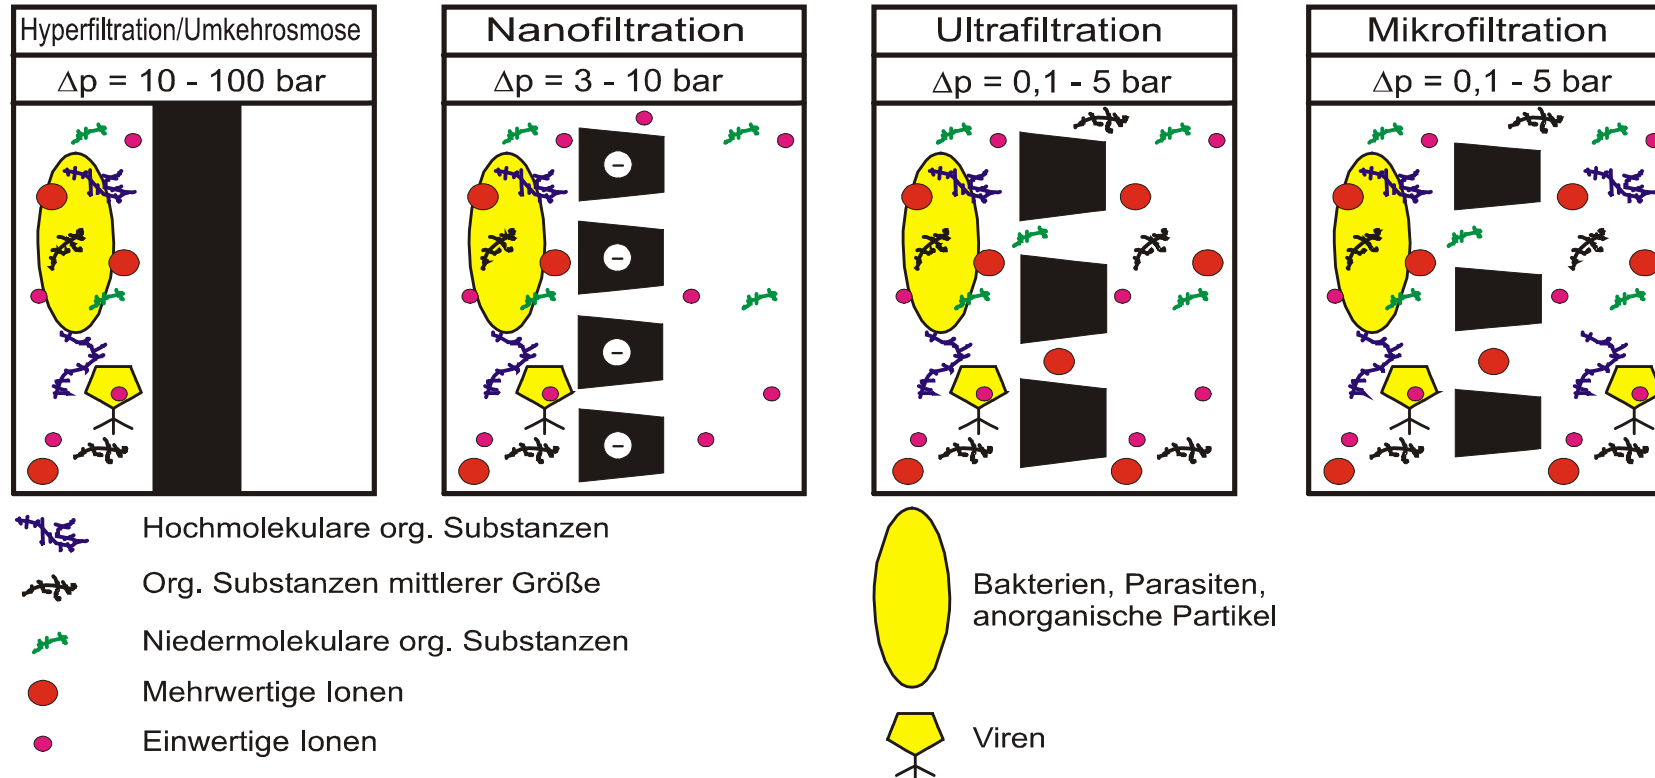 Hyperfiltration/Umkehrosmose
Δp = 10 - 100 bar
Nanofiltration
Δp = 3 - 10 bar
Ultrafiltration
Δp = 0,1 - 5 bar
Mikrofiltration
Δp = 0,1 - 5 bar
−
−
−
−
Hochmolekulare org. Substanzen
Org. Substanzen mittlerer Größe
Niedermolekulare org. Substanzen
Mehrwertige Ionen
Einwertige Ionen
Bakterien, Parasiten,
anorganische Partikel
Viren